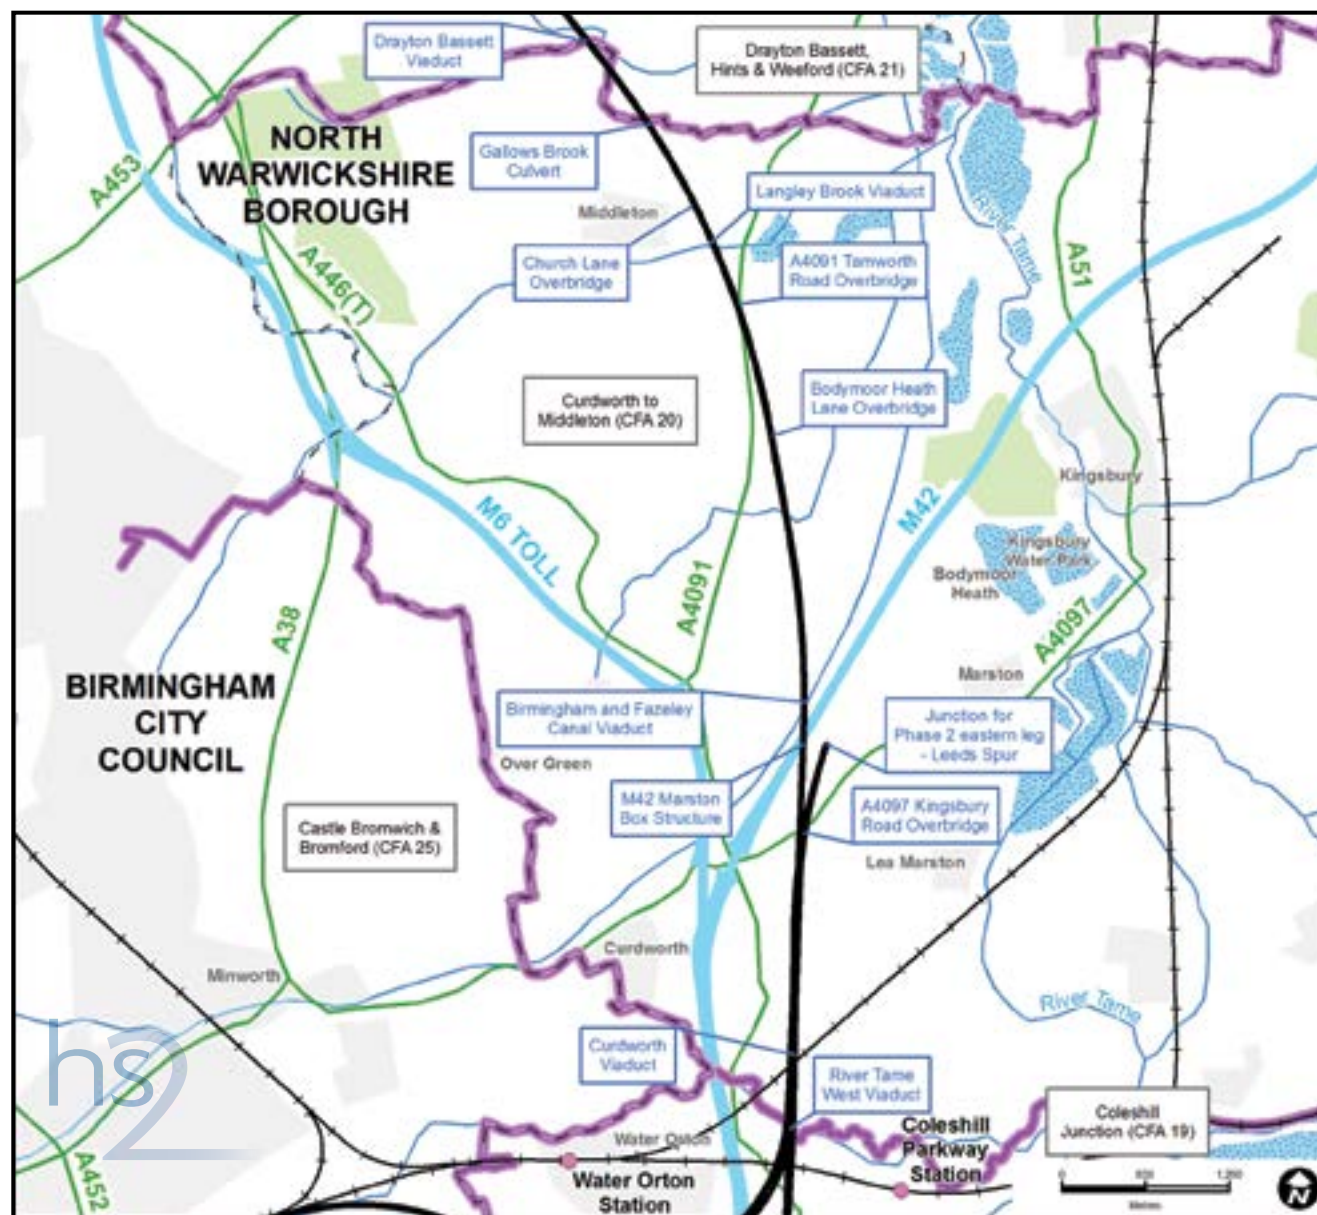 Drayton Bassett
Viaduct
Drayton Bassett,
Hints & Weeford (CFA 21)
NORTH
WARWICKSHIRE
BOROUGH
Gallows Brook
Culvert
A453
Langley Brook Viaduct
River Tame
Middleton
A446(T)
Church Lane
Overbridge
A4091 Tamworth
Road Overbridge
A51
Curdworth to
Middleton (CFA 20)
Bodymoor Heath
Lane Overbridge
Kingsbury
M42
M6 TOLL
Kingsbury
Water Park
Bodymoor
Heath
A4091
A38
A4097
Marston
BIRMINGHAM
CITY
COUNCIL
Birmingham and Fazeley
Canal Viaduct
Junction for
Phase 2 eastern leg
- Leeds Spur
Over Green
M42 Marston
Box Structure
A4097 Kingsbury
Road Overbridge
Castle Bromwich &
Bromford (CFA 25)
Lea Marston
Curdworth
Minworth
River Tame
hs2
Curdworth
Viaduct
River Tame
West Viaduct
Coleshill
Junction (CFA 19)
Water Orton
Coleshill
Parkway
Station
A452
Water Orton
Station
0
1,250
Metres
N